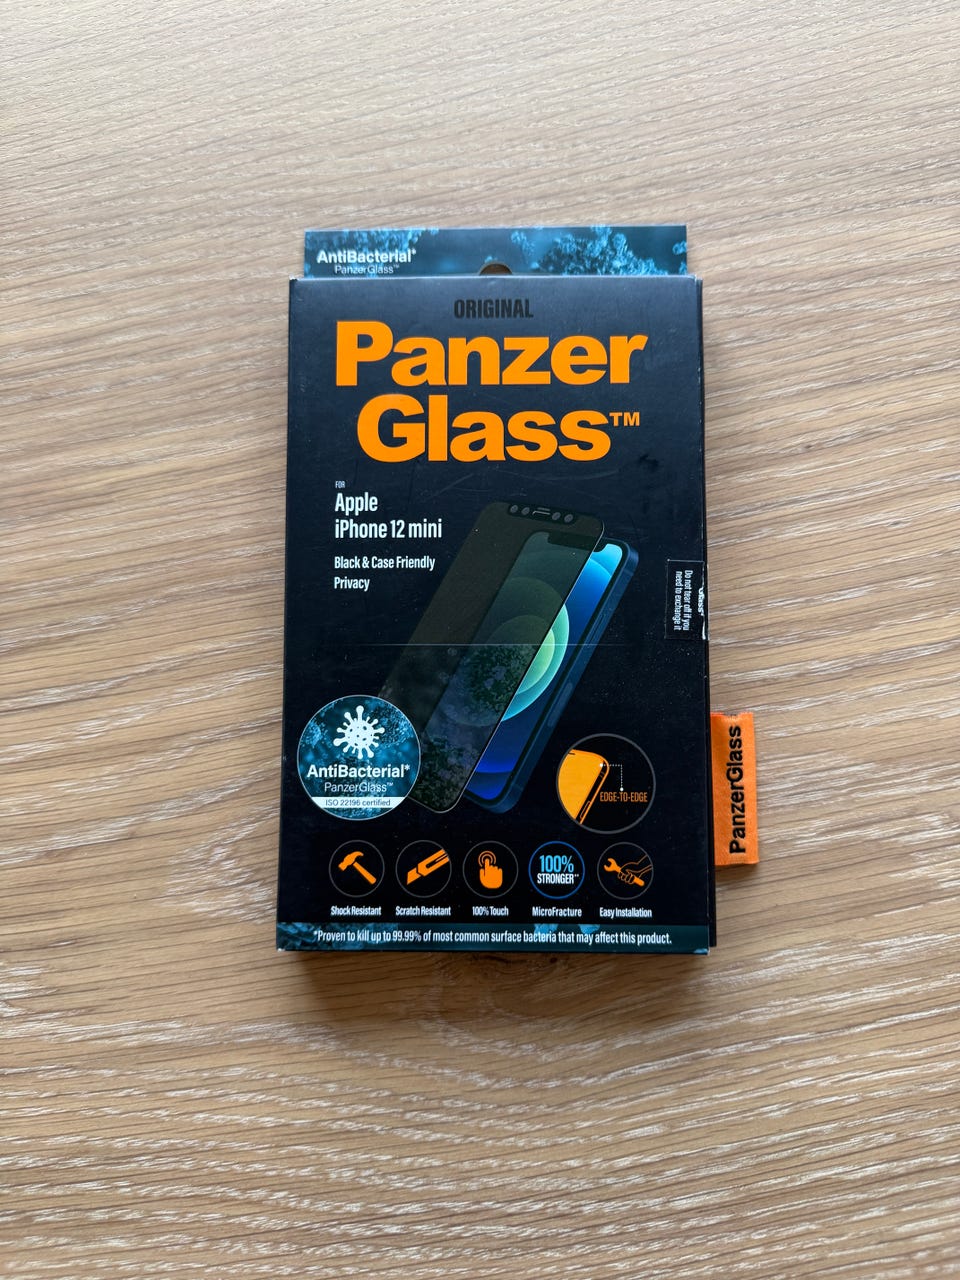 AntiBacterial*
PanzerGlass™
ORIGINAL
Panzer
Glass™
FOR
Apple
iPhone 12 mini
Black & Case Friendly
Privacy
Do not tear off if you
need to exchange it
AntiBacterial*
PanzerGlass™
ISO 22196 certified
EDGE-TO-EDGE
PanzerGlass
100%
STRONGER**
Shock Resistant
Scratch Resistant
100% Touch
MicroFracture
Easy Installation
*Proven to kill up to 99.99% of most common surface bacteria that may affect this product.